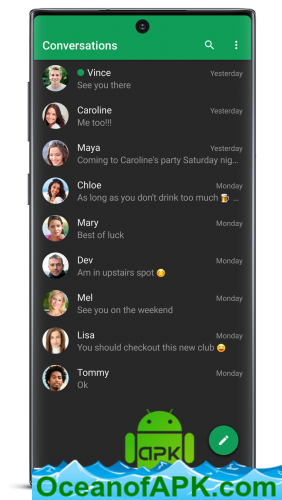 Conversations
Vince Yesterday
See you there
Caroline Yesterday
Me too!!!
Maya Yesterday
Coming to Caroline's party Saturday nig...
Chloe Monday
As long as you don't drink too much 🍺 ...
Mary Monday
Best of luck
Dev Monday
Am in upstairs spot 😏
Mel Monday
See you on the weekend
Lisa Monday
You should checkout this new club 😄
Tommy Monday
Ok
APK
OceanofAPK.com